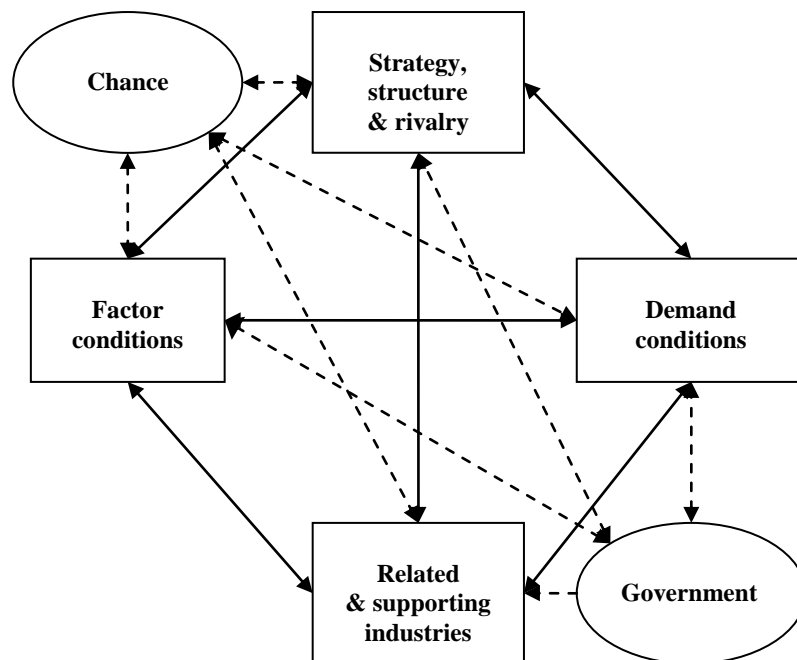 Chance
Strategy,
structure
& rivalry
Factor
conditions
Demand
conditions
Related
& supporting
industries
Government